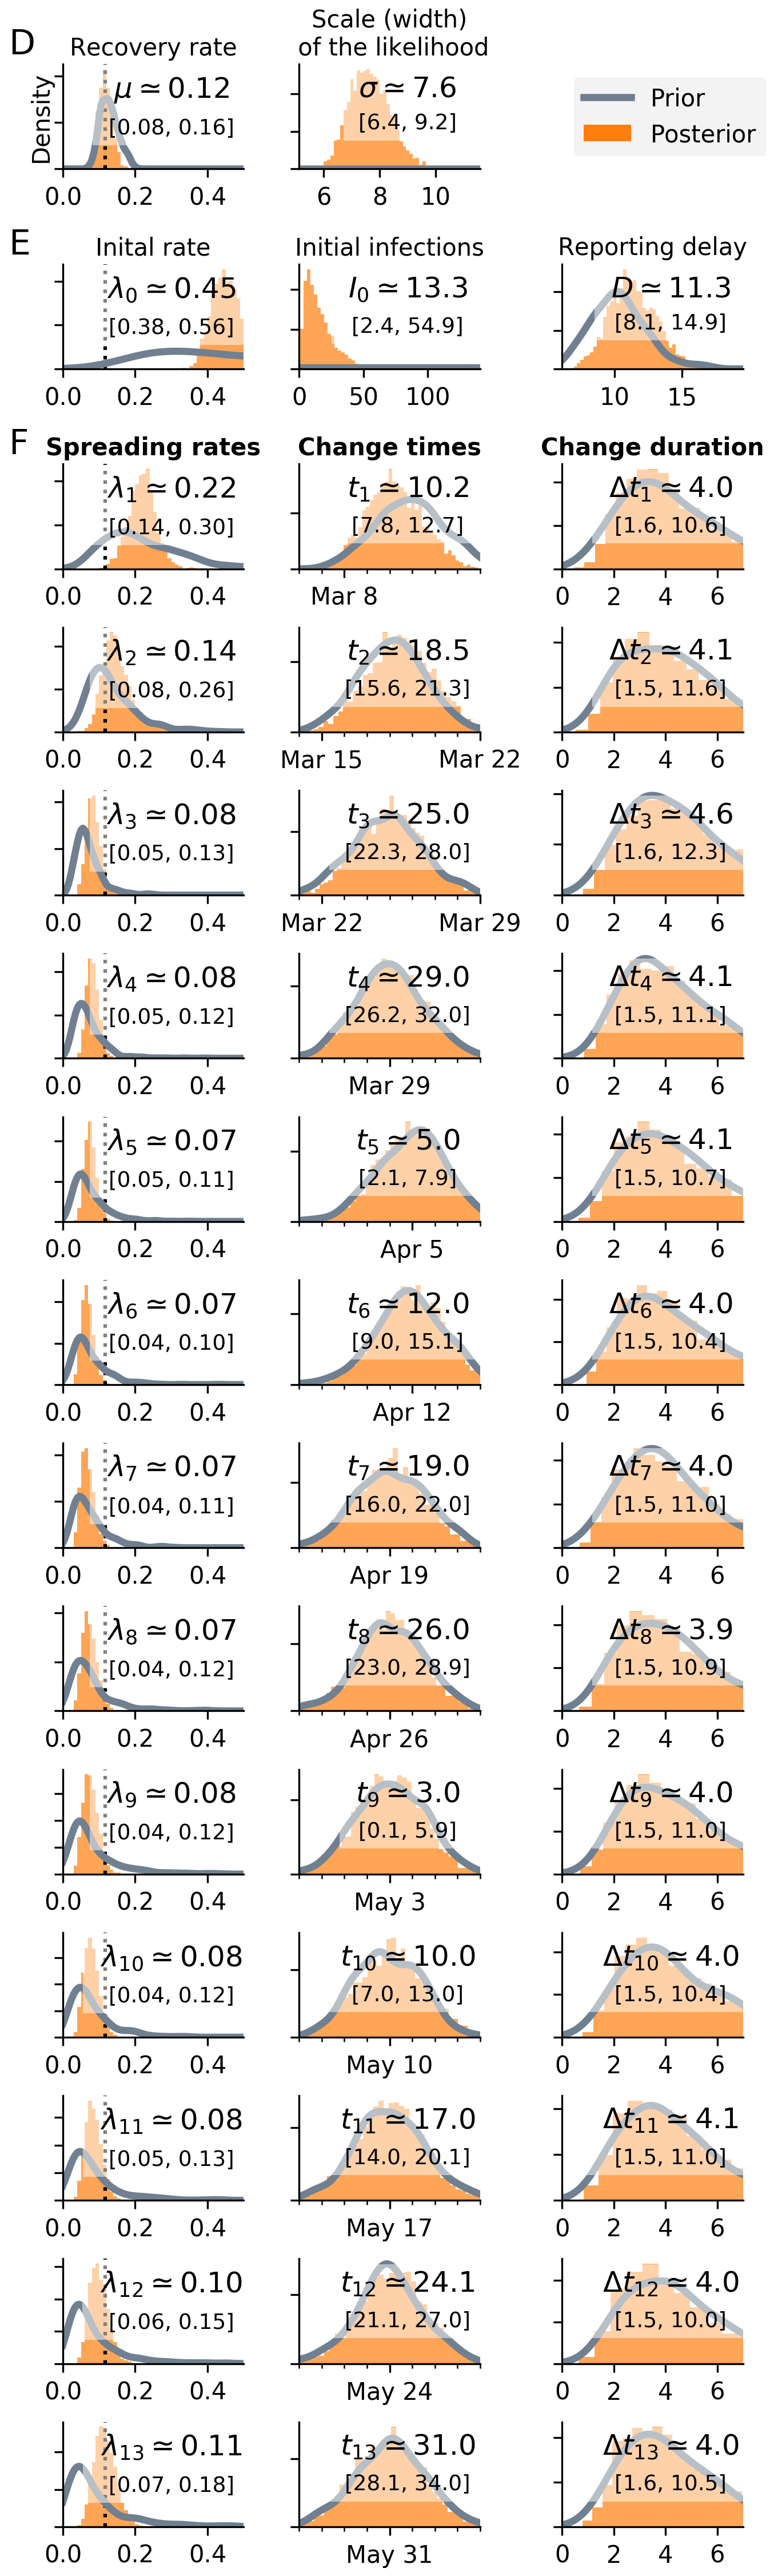 D
Recovery rate
Scale (width)
of the likelihood
Density
μ ≃ 0.12
[0.08, 0.16]
0.0 0.2 0.4
σ ≃ 7.6
[6.4, 9.2]
6 8 10
Prior
Posterior
E
Inital rate
λ0 ≃ 0.45
[0.38, 0.56]
0.0 0.2 0.4
Initial infections
I0 ≃ 13.3
[2.4, 54.9]
0 50 100
Reporting delay
D ≃ 11.3
[8.1, 14.9]
10 15
F
Spreading rates
Change times
Change duration
λ1 ≃ 0.22
[0.14, 0.30]
0.0 0.2 0.4
t1 ≃ 10.2
[7.8, 12.7]
Mar 8
Δt1 ≃ 4.0
[1.6, 10.6]
0 2 4 6
λ2 ≃ 0.14
[0.08, 0.26]
0.0 0.2 0.4
t2 ≃ 18.5
[15.6, 21.3]
Mar 15 Mar 22
Δt2 ≃ 4.1
[1.5, 11.6]
0 2 4 6
λ3 ≃ 0.08
[0.05, 0.13]
0.0 0.2 0.4
t3 ≃ 25.0
[22.3, 28.0]
Mar 22 Mar 29
Δt3 ≃ 4.6
[1.6, 12.3]
0 2 4 6
λ4 ≃ 0.08
[0.05, 0.12]
0.0 0.2 0.4
t4 ≃ 29.0
[26.2, 32.0]
Mar 29
Δt4 ≃ 4.1
[1.5, 11.1]
0 2 4 6
λ5 ≃ 0.07
[0.05, 0.11]
0.0 0.2 0.4
t5 ≃ 5.0
[2.1, 7.9]
Apr 5
Δt5 ≃ 4.1
[1.5, 10.7]
0 2 4 6
λ6 ≃ 0.07
[0.04, 0.10]
0.0 0.2 0.4
t6 ≃ 12.0
[9.0, 15.1]
Apr 12
Δt6 ≃ 4.0
[1.5, 10.4]
0 2 4 6
λ7 ≃ 0.07
[0.04, 0.11]
0.0 0.2 0.4
t7 ≃ 19.0
[16.0, 22.0]
Apr 19
Δt7 ≃ 4.0
[1.5, 11.0]
0 2 4 6
λ8 ≃ 0.07
[0.04, 0.12]
0.0 0.2 0.4
t8 ≃ 26.0
[23.0, 28.9]
Apr 26
Δt8 ≃ 3.9
[1.5, 10.9]
0 2 4 6
λ9 ≃ 0.08
[0.04, 0.12]
0.0 0.2 0.4
t9 ≃ 3.0
[0.1, 5.9]
May 3
Δt9 ≃ 4.0
[1.5, 11.0]
0 2 4 6
λ10 ≃ 0.08
[0.04, 0.12]
0.0 0.2 0.4
t10 ≃ 10.0
[7.0, 13.0]
May 10
Δt10 ≃ 4.0
[1.5, 10.4]
0 2 4 6
λ11 ≃ 0.08
[0.05, 0.13]
0.0 0.2 0.4
t11 ≃ 17.0
[14.0, 20.1]
May 17
Δt11 ≃ 4.1
[1.5, 11.0]
0 2 4 6
λ12 ≃ 0.10
[0.06, 0.15]
0.0 0.2 0.4
t12 ≃ 24.1
[21.1, 27.0]
May 24
Δt12 ≃ 4.0
[1.5, 10.0]
0 2 4 6
λ13 ≃ 0.11
[0.07, 0.18]
0.0 0.2 0.4
t13 ≃ 31.0
[28.1, 34.0]
May 31
Δt13 ≃ 4.0
[1.6, 10.5]
0 2 4 6